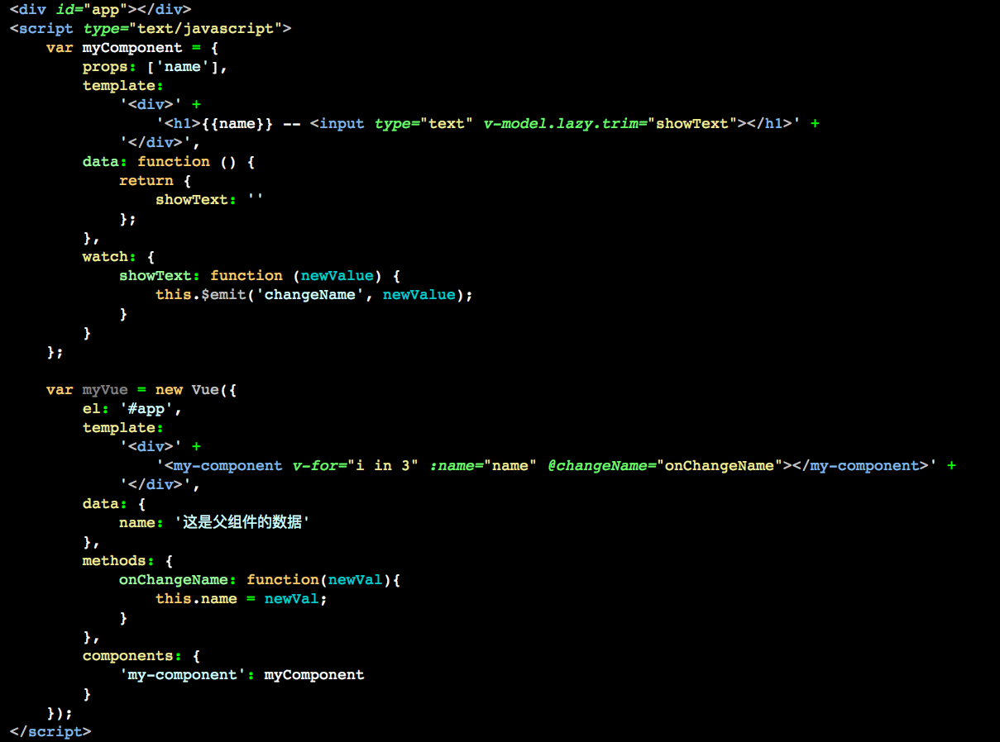 <div id="app"></div>
<script type="text/javascript">
    var myComponent = {
        props: ['name'],
        template:
            '<div>' +
                '<h1>{{name}} -- <input type="text" v-model.lazy.trim="showText"></h1>' +
            '</div>',
        data: function () {
            return {
                showText: ''
            };
        },
        watch: {
            showText: function (newValue) {
                this.$emit('changeName', newValue);
            }
        }
    };

    var myVue = new Vue({
        el: '#app',
        template:
            '<div>' +
                '<my-component v-for="i in 3" :name="name" @changeName="onChangeName"></my-component>' +
            '</div>',
        data: {
            name: '这是父组件的数据'
        },
        methods: {
            onChangeName: function(newVal){
                this.name = newVal;
            }
        },
        components: {
            'my-component': myComponent
        }
    });
</script>